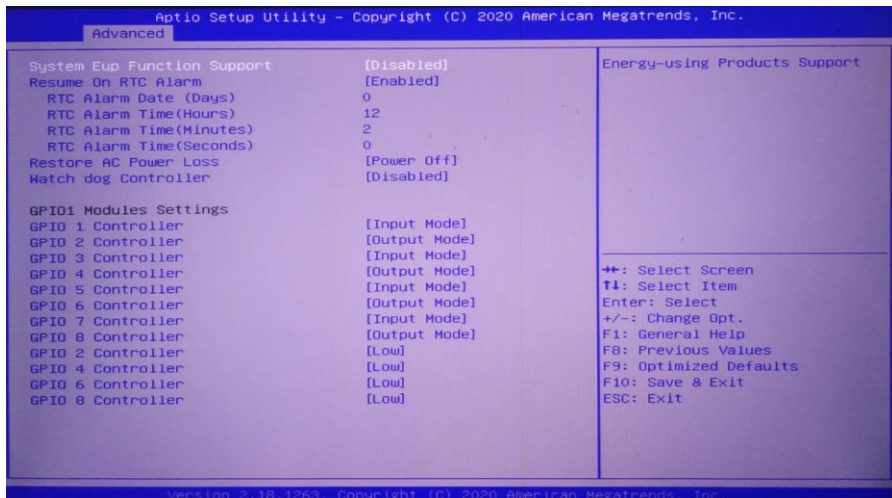 Aptio Setup Utility – Copyright (C) 2020 American Megatrends, Inc.
Advanced
System Eup Function Support [Disabled]
Resume On RTC Alarm [Enabled]
RTC Alarm Date (Days) 0
RTC Alarm Time(Hours) 12
RTC Alarm Time(Minutes) 2
RTC Alarm Time(Seconds) 0
Restore AC Power Loss [Power Off]
Watch dog Controller [Disabled]
GPIO1 Modules Settings
GPIO 1 Controller [Input Mode]
GPIO 2 Controller [Output Mode]
GPIO 3 Controller [Input Mode]
GPIO 4 Controller [Output Mode]
GPIO 5 Controller [Input Mode]
GPIO 6 Controller [Output Mode]
GPIO 7 Controller [Input Mode]
GPIO 8 Controller [Output Mode]
GPIO 2 Controller [Low]
GPIO 4 Controller [Low]
GPIO 6 Controller [Low]
GPIO 8 Controller [Low]
Energy-using Products Support
→←: Select Screen
↑↓: Select Item
Enter: Select
+/-: Change Opt.
F1: General Help
F8: Previous Values
F9: Optimized Defaults
F10: Save & Exit
ESC: Exit
Version 2.18.1263. Copyright (C) 2020 American Megatrends, Inc.